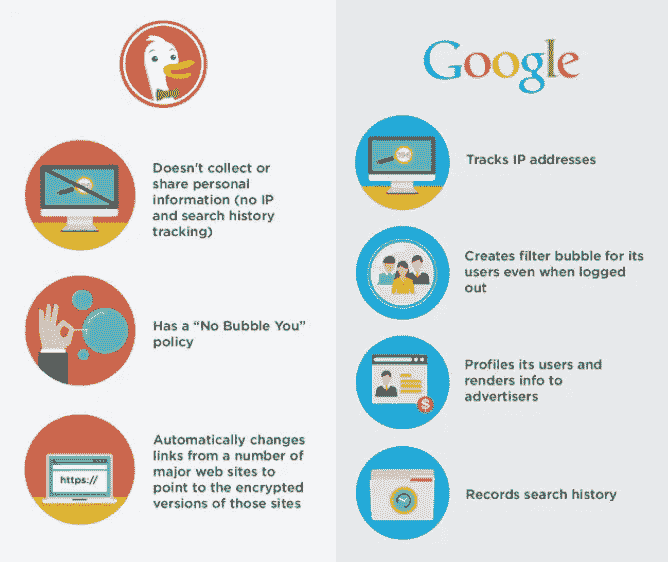 Doesn't collect or
share personal
information (no IP
and search history
tracking)
Has a “No Bubble You”
policy
Automatically changes
links from a number of
major web sites to
point to the encrypted
versions of those sites
https://
Google
Tracks IP addresses
Creates filter bubble for its
users even when logged
out
Profiles its users and
renders info to
advertisers
$
Records search history